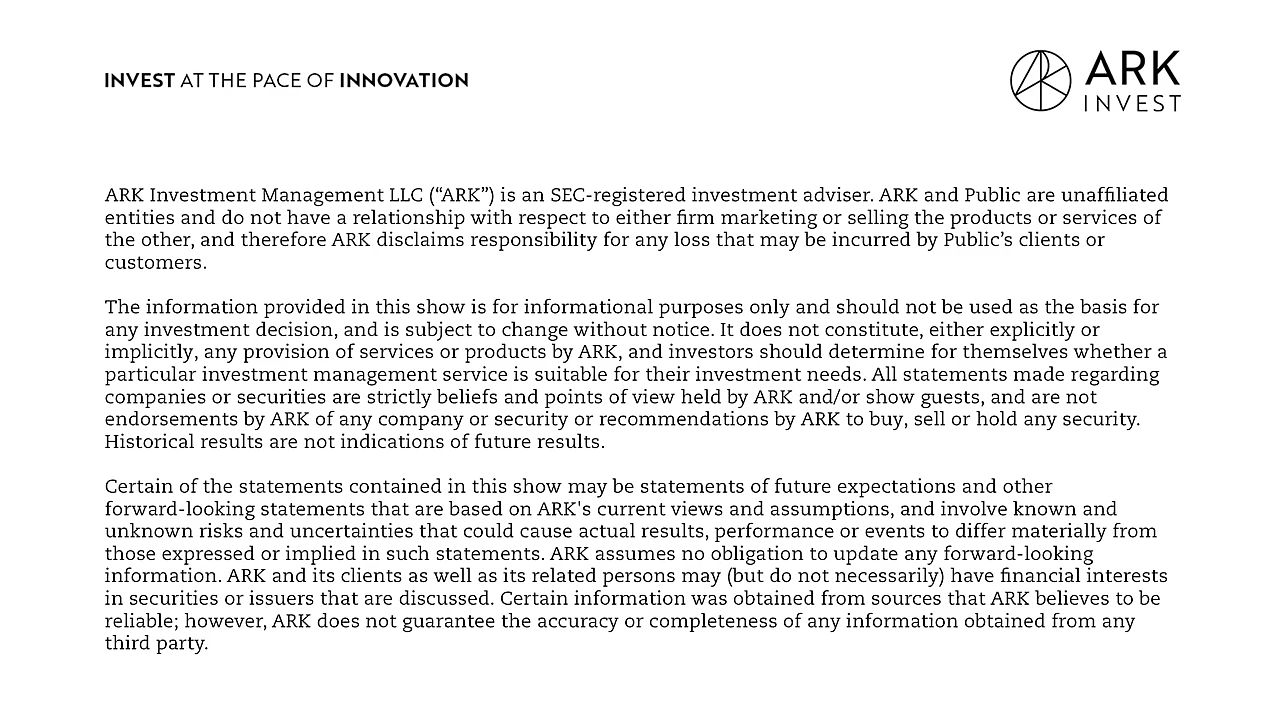 INVEST AT THE PACE OF INNOVATION
ARK
INVEST
ARK Investment Management LLC (“ARK”) is an SEC-registered investment adviser. ARK and Public are unaffiliated
entities and do not have a relationship with respect to either firm marketing or selling the products or services of
the other, and therefore ARK disclaims responsibility for any loss that may be incurred by Public’s clients or
customers.
The information provided in this show is for informational purposes only and should not be used as the basis for
any investment decision, and is subject to change without notice. It does not constitute, either explicitly or
implicitly, any provision of services or products by ARK, and investors should determine for themselves whether a
particular investment management service is suitable for their investment needs. All statements made regarding
companies or securities are strictly beliefs and points of view held by ARK and/or show guests, and are not
endorsements by ARK of any company or security or recommendations by ARK to buy, sell or hold any security.
Historical results are not indications of future results.
Certain of the statements contained in this show may be statements of future expectations and other
forward-looking statements that are based on ARK's current views and assumptions, and involve known and
unknown risks and uncertainties that could cause actual results, performance or events to differ materially from
those expressed or implied in such statements. ARK assumes no obligation to update any forward-looking
information. ARK and its clients as well as its related persons may (but do not necessarily) have financial interests
in securities or issuers that are discussed. Certain information was obtained from sources that ARK believes to be
reliable; however, ARK does not guarantee the accuracy or completeness of any information obtained from any
third party.